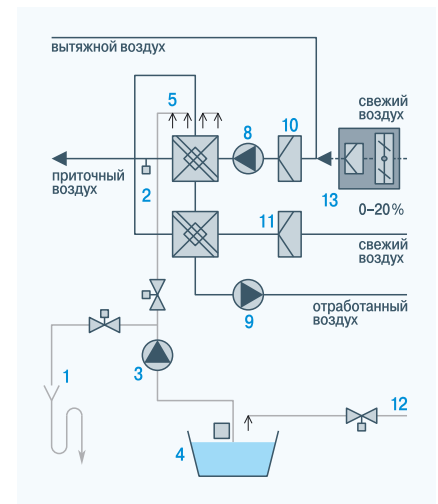 вытяжной воздух
5
8
10
свежий
воздух
приточный
воздух
2
13
0–20 %
11
свежий
воздух
отработанный
воздух
9
1
3
12
4